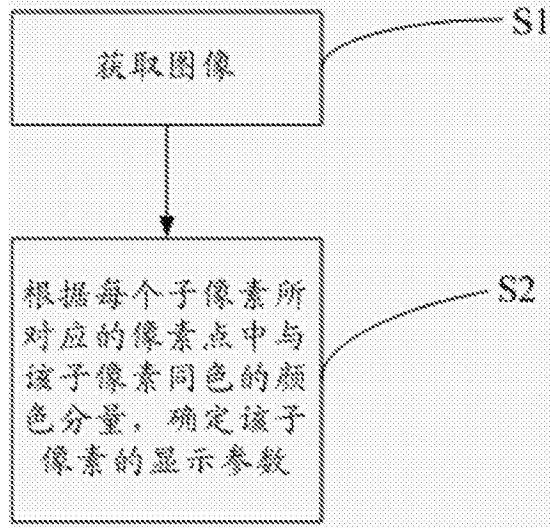 获取图像
S1
根据每个子像素所
对应的像素点中与
该子像素同色的颜
色分量，确定该子
像素的显示参数
S2